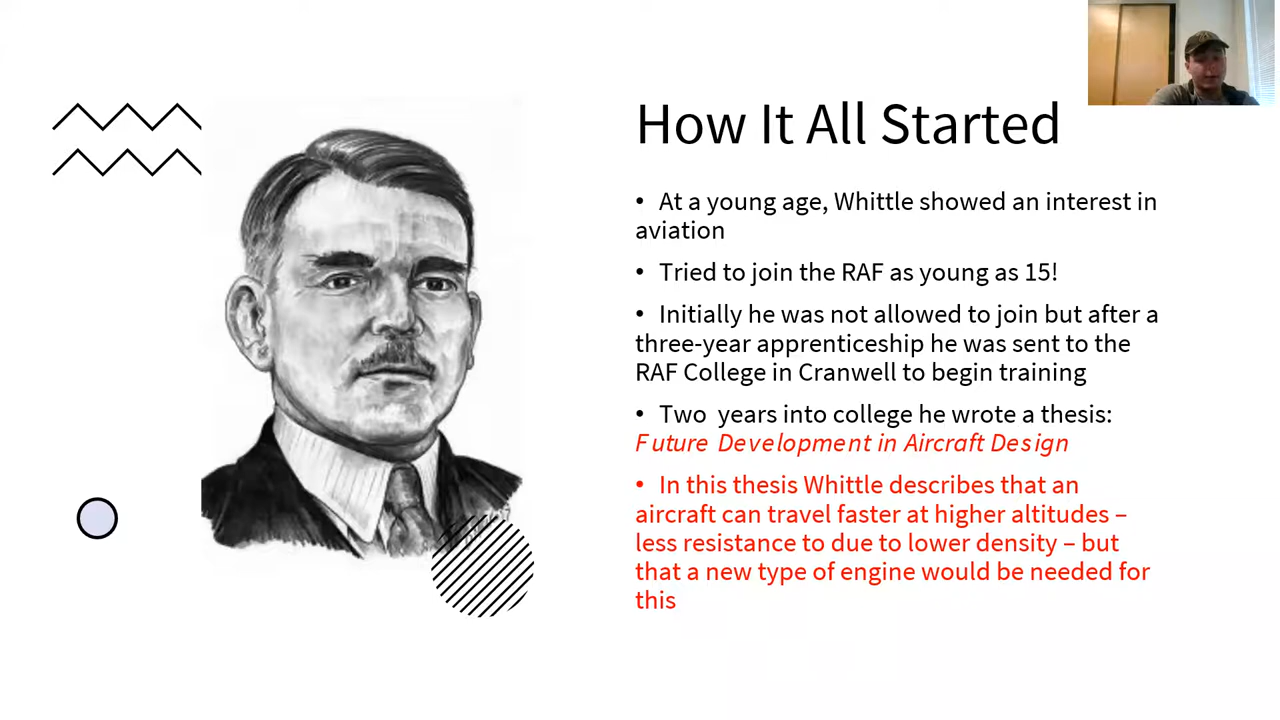 How It All Started
• At a young age, Whittle showed an interest in
aviation
• Tried to join the RAF as young as 15!
• Initially he was not allowed to join but after a
three-year apprenticeship he was sent to the
RAF College in Cranwell to begin training
• Two years into college he wrote a thesis:
Future Development in Aircraft Design
• In this thesis Whittle describes that an
aircraft can travel faster at higher altitudes –
less resistance to due to lower density – but
that a new type of engine would be needed for
this